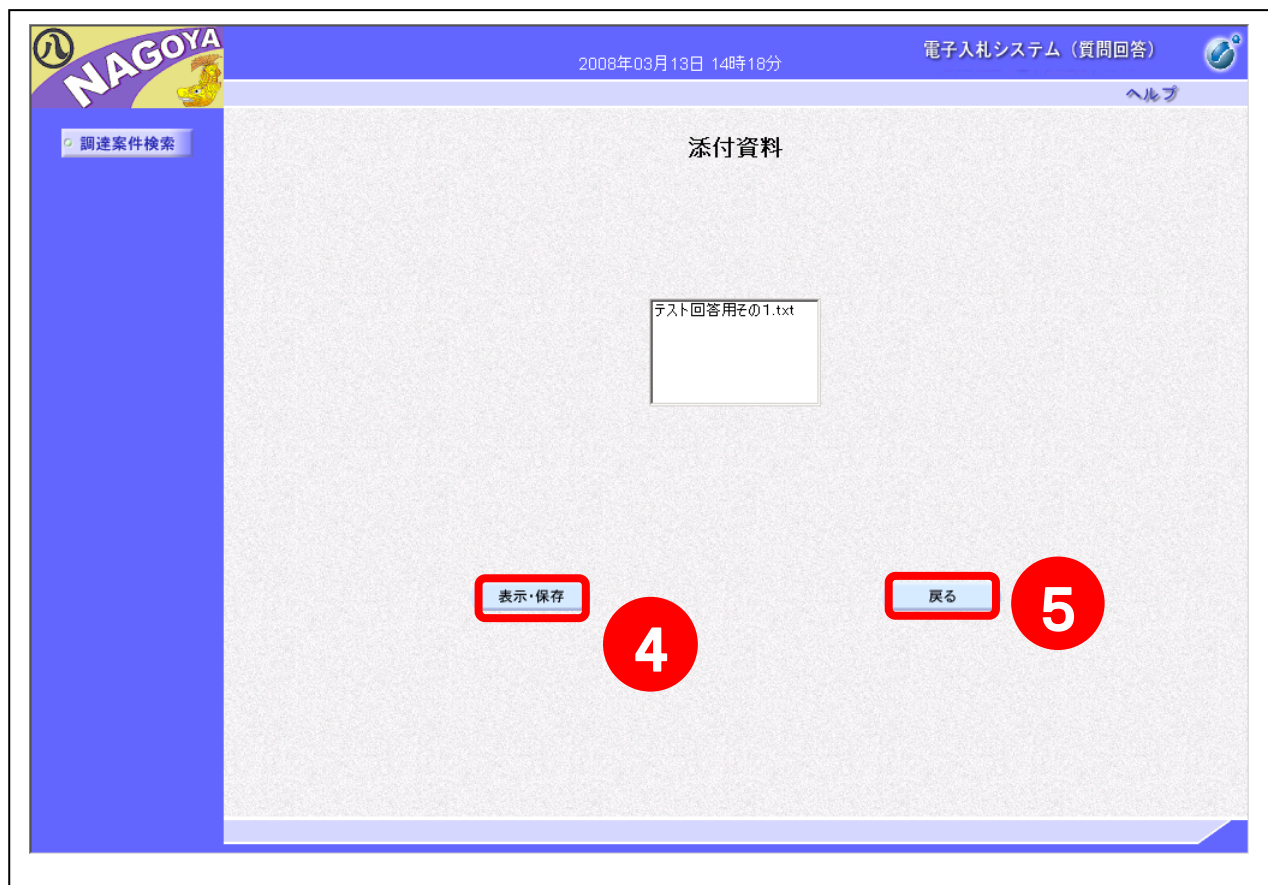 八
NAGOYA
2008年03月13日 14時18分
電子入札システム（質問回答）
ヘルプ
調達案件検索
添付資料
テスト回答用その1.txt
表示・保存
4
戻る
5